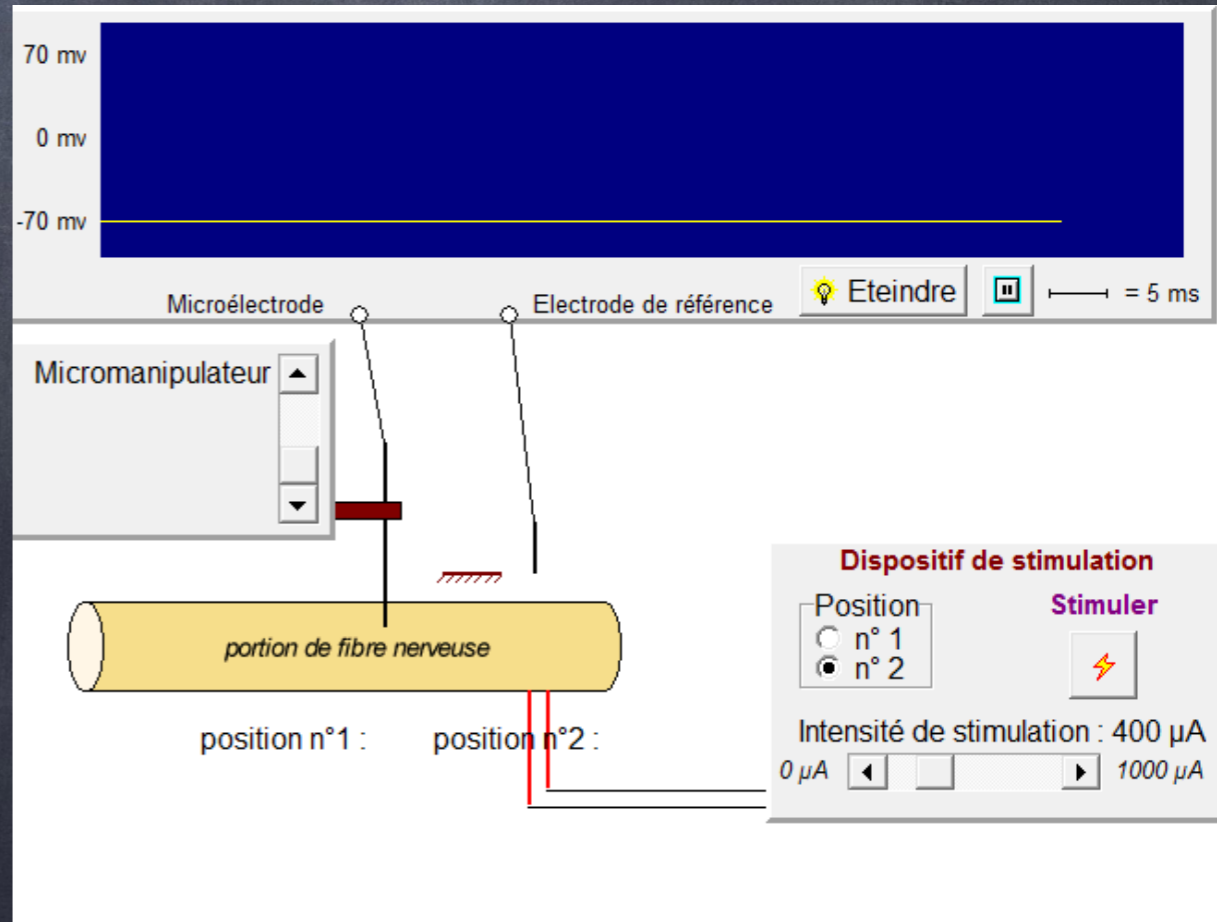 70 mv
0 mv
-70 mv
Microélectrode
Electrode de référence
Eteindre
= 5 ms
Micromanipulateur
portion de fibre nerveuse
position n°1 :
position n°2 :
Dispositif de stimulation
Position
n° 1
n° 2
Stimuler
Intensité de stimulation : 400 µA
0 µA
1000 µA